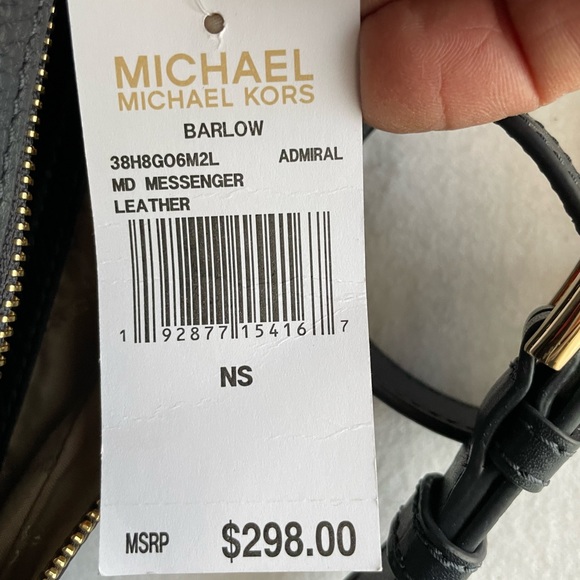 MICHAEL
MICHAEL KORS
BARLOW
38H8GO6M2L ADMIRAL
MD MESSENGER
LEATHER
1 92877 15416 7
NS
MSRP $298.00